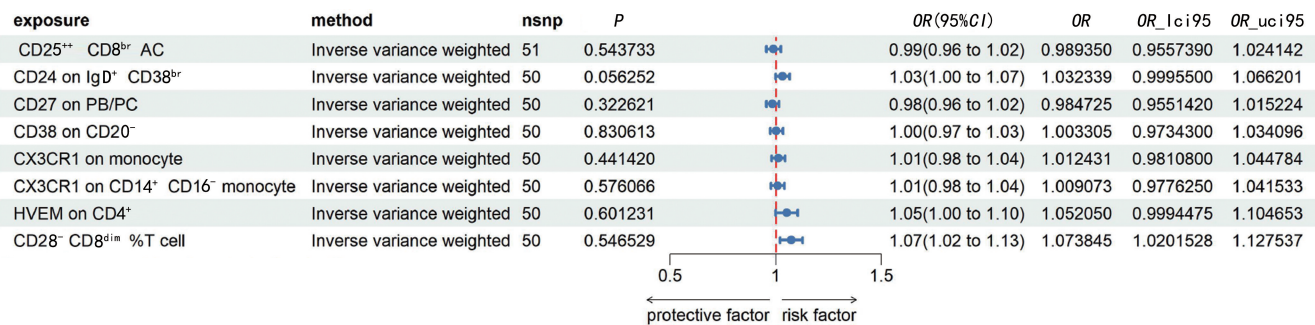 exposure method nsnp P OR(95%CI) OR OR_lci95 OR_uci95
CD25⁺⁺ CD8ᵇʳ AC Inverse variance weighted 51 0.543733 0.99(0.96 to 1.02) 0.989350 0.9557390 1.024142
CD24 on IgD⁺ CD38ᵇʳ Inverse variance weighted 50 0.056252 1.03(1.00 to 1.07) 1.032339 0.9995500 1.066201
CD27 on PB/PC Inverse variance weighted 50 0.322621 0.98(0.96 to 1.02) 0.984725 0.9551420 1.015224
CD38 on CD20⁻ Inverse variance weighted 50 0.830613 1.00(0.97 to 1.03) 1.003305 0.9734300 1.034096
CX3CR1 on monocyte Inverse variance weighted 50 0.441420 1.01(0.98 to 1.04) 1.012431 0.9810800 1.044784
CX3CR1 on CD14⁺ CD16⁻ monocyte Inverse variance weighted 50 0.576066 1.01(0.98 to 1.04) 1.009073 0.9776250 1.041533
HVEM on CD4⁺ Inverse variance weighted 50 0.601231 1.05(1.00 to 1.10) 1.052050 0.9994475 1.104653
CD28⁻ CD8ᵈⁱᵐ %T cell Inverse variance weighted 50 0.546529 1.07(1.02 to 1.13) 1.073845 1.0201528 1.127537
0.5 1 1.5
protective factor risk factor